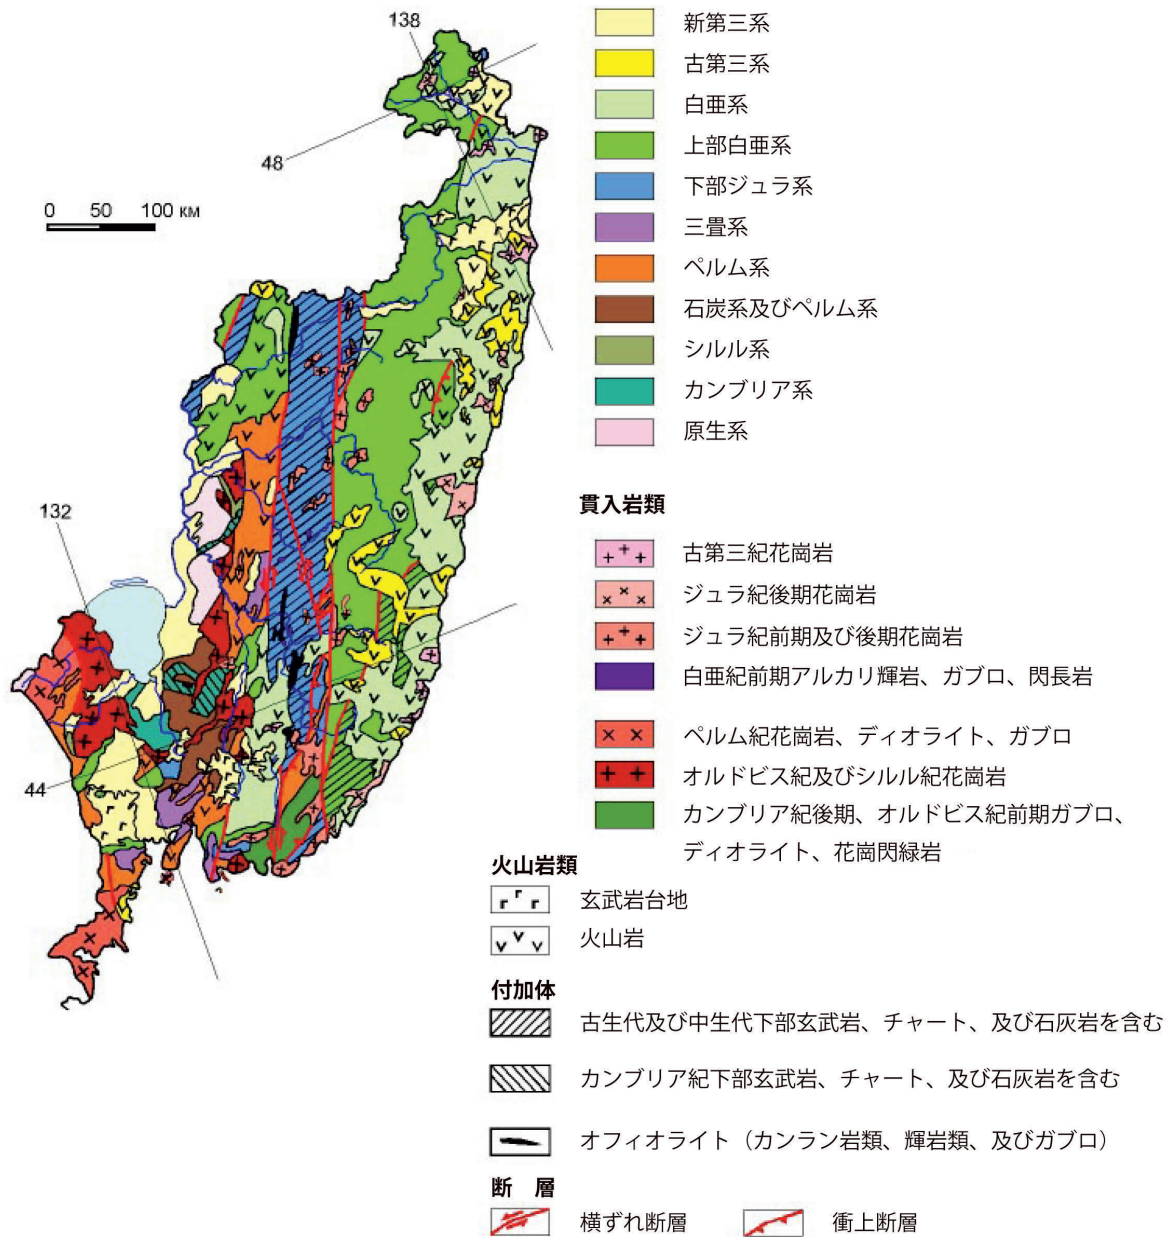 138
48
0 50 100 км
132
44
新第三系
古第三系
白亜系
上部白亜系
下部ジュラ系
三畳系
ペルム系
石炭系及びペルム系
シルル系
カンブリア系
原生系
貫入岩類
古第三紀花崗岩
ジュラ紀後期花崗岩
ジュラ紀前期及び後期花崗岩
白亜紀前期アルカリ輝岩、ガブロ、閃長岩
ペルム紀花崗岩、ディオライト、ガブロ
オルドビス紀及びシルル紀花崗岩
カンブリア紀後期、オルドビス紀前期ガブロ、
ディオライト、花崗閃緑岩
火山岩類
玄武岩台地
火山岩
付加体
古生代及び中生代下部玄武岩、チャート、及び石灰岩を含む
カンブリア紀下部玄武岩、チャート、及び石灰岩を含む
オフィオライト（カンラン岩類、輝岩類、及びガブロ）
断　層
横ずれ断層
衝上断層